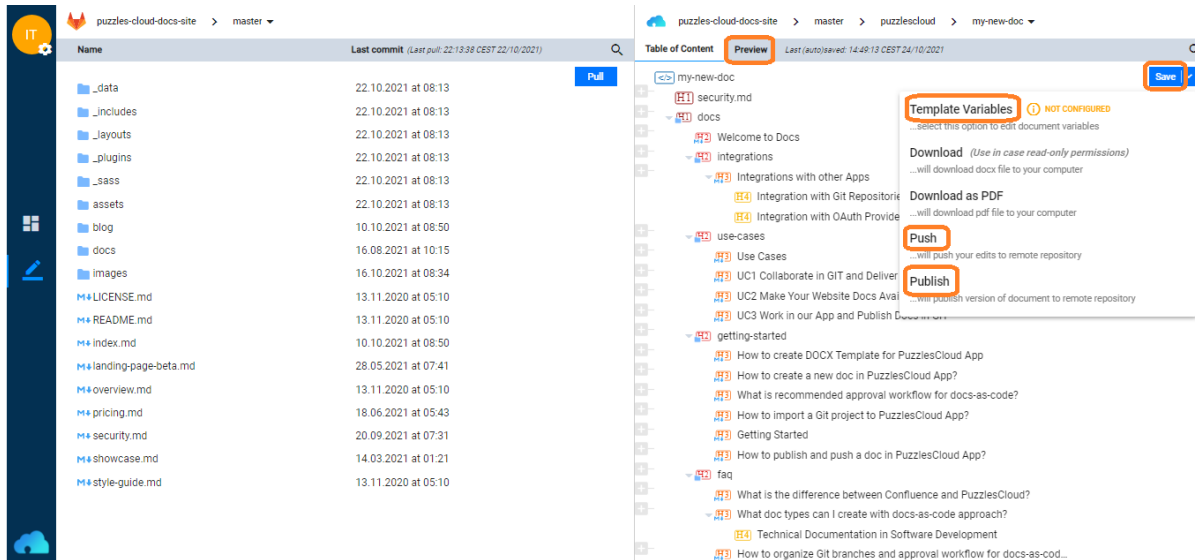 IT
puzzles-cloud-docs-site > master
Name Last commit (Last pull: 22:13:38 CEST 22/10/2021)
Pull
_data 22.10.2021 at 08:13
_includes 22.10.2021 at 08:13
_layouts 22.10.2021 at 08:13
_plugins 22.10.2021 at 08:13
_sass 22.10.2021 at 08:13
assets 22.10.2021 at 08:13
blog 10.10.2021 at 08:50
docs 16.08.2021 at 10:15
images 16.10.2021 at 08:34
M LICENSE.md 13.11.2020 at 05:10
M README.md 13.11.2020 at 05:10
M index.md 10.10.2021 at 08:50
M landing-page-beta.md 28.05.2021 at 07:41
M overview.md 13.11.2020 at 05:10
M pricing.md 18.06.2021 at 05:43
M security.md 20.09.2021 at 07:31
M showcase.md 14.03.2021 at 01:21
M style-guide.md 13.11.2020 at 05:10
puzzles-cloud-docs-site > master > puzzlescloud > my-new-doc
Table of Content Preview Last (auto)saved: 14:49:13 CEST 24/10/2021
Save
</> my-new-doc
H1 security.md
H1 docs
H2 Welcome to Docs
H2 integrations
H3 Integrations with other Apps
H4 Integration with Git Repositorie
H4 Integration with OAuth Provide
H2 use-cases
H3 Use Cases
H3 UC1 Collaborate in GIT and Deliver
H3 UC2 Make Your Website Docs Avai
H3 UC3 Work in our App and Publish Docs in GIT
H2 getting-started
H3 How to create DOCX Template for PuzzlesCloud App
H3 How to create a new doc in PuzzlesCloud App?
H3 What is recommended approval workflow for docs-as-code?
H3 How to import a Git project to PuzzlesCloud App?
H3 Getting Started
H3 How to publish and push a doc in PuzzlesCloud App?
H2 faq
H3 What is the difference between Confluence and PuzzlesCloud?
H3 What doc types can I create with docs-as-code approach?
H4 Technical Documentation in Software Development
H3 How to organize Git branches and approval workflow for docs-as-cod...
Template Variables NOT CONFIGURED
...select this option to edit document variables
Download (Use in case read-only permissions)
...will download docx file to your computer
Download as PDF
...will download pdf file to your computer
Push
...will push your edits to remote repository
Publish
...will publish version of document to remote repository